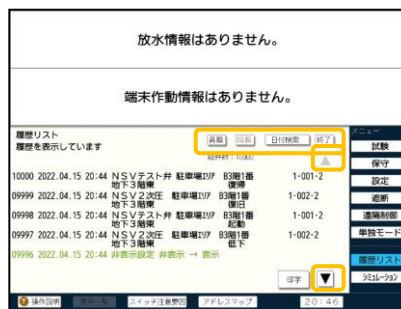 放水情報はありません。
端末作動情報はありません。
履歴リスト
履歴を表示しています
日付検索 終了
総件数：10000
10000 2022.04.15 20:44 NSVテスト弁 駐車場ｴﾘｱ B3階1番 1-001-2
地下3階東 復帰
09999 2022.04.15 20:44 NSV2次圧 駐車場ｴﾘｱ B3階1番 1-002-2
地下3階東 復旧
09998 2022.04.15 20:44 NSVテスト弁 駐車場ｴﾘｱ B3階1番 1-001-2
地下3階東 起動
09997 2022.04.15 20:44 NSV2次圧 駐車場ｴﾘｱ B3階1番 1-002-2
地下3階東 低下
09996 2022.04.15 20:44 非表示設定 非表示 → 表示
印字 ▼
メニュー
試験
保守
設定
遮断
遠隔制御
単独モード
履歴リスト
ｼﾐｭﾚｰｼｮﾝ
操作説明 スイッチ注意要因 アドレスマップ 20:46